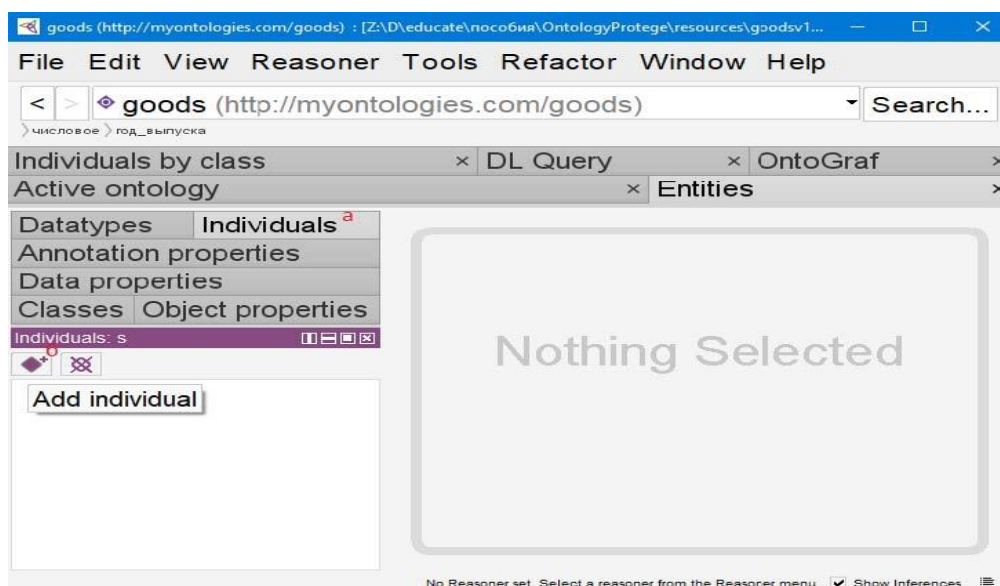 goods (http://myontologies.com/goods) : [Z:\D\educate\пособия\OntologyProtege\resources\goodsv1...
File Edit View Reasoner Tools Refactor Window Help
< > goods (http://myontologies.com/goods) Search...
числовое год_выпуска
Individuals by class × DL Query × OntoGraf ×
Active ontology × Entities ×
Datatypes Individuals а
Annotation properties
Data properties
Classes Object properties
Individuals: s
б
Add individual
Nothing Selected
No Reasoner set. Select a reasoner from the Reasoner menu Show Inferences